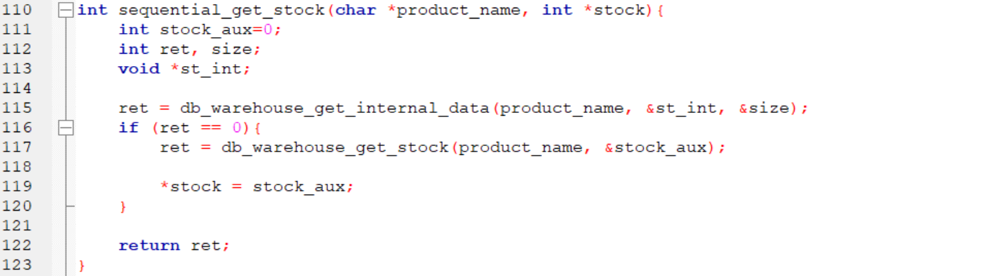 110 int sequential_get_stock(char *product_name, int *stock){
111     int stock_aux=0;
112     int ret, size;
113     void *st_int;
114
115     ret = db_warehouse_get_internal_data(product_name, &st_int, &size);
116     if (ret == 0){
117         ret = db_warehouse_get_stock(product_name, &stock_aux);
118
119         *stock = stock_aux;
120     }
121
122     return ret;
123 }